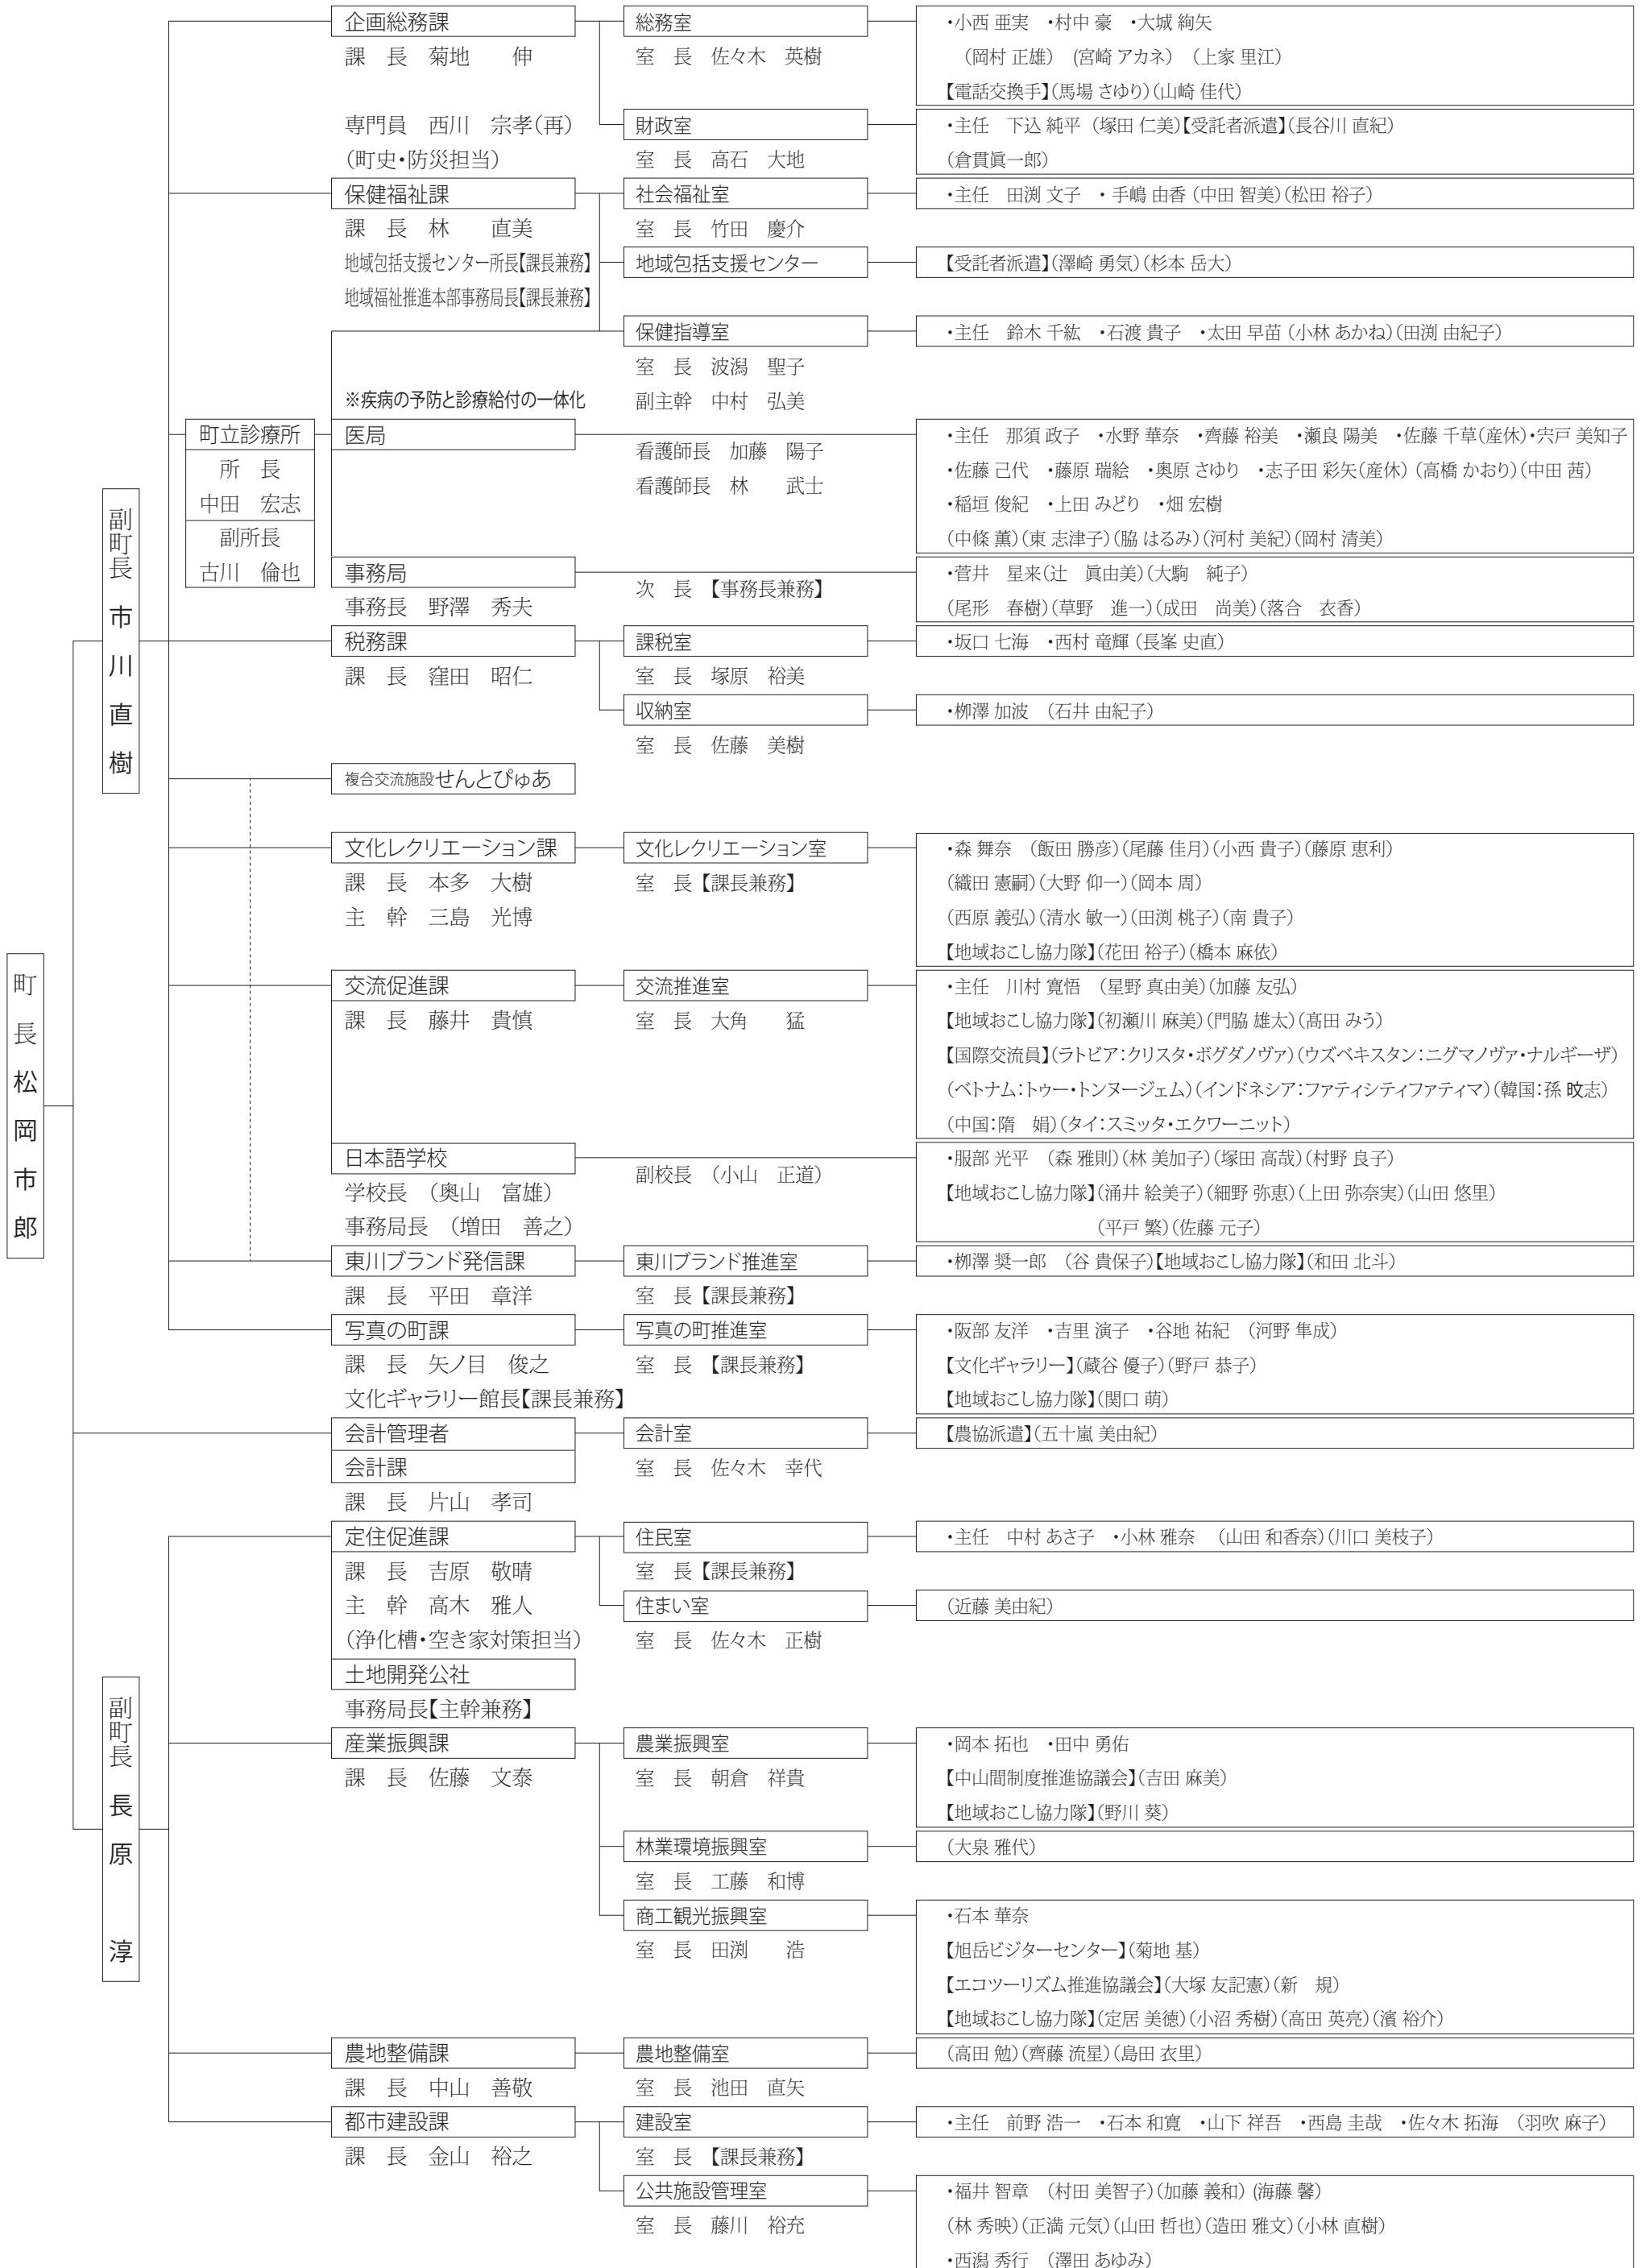 町長 松岡市郎
副町長 市川直樹
企画総務課
課　長　菊地　　伸
専門員　西川　宗孝(再)
(町史・防災担当)
総務室
室　長　佐々木　英樹
・小西 亜実　・村中 豪　・大城 絢矢
(岡村 正雄)　(宮崎 アカネ)　(上家 里江)
【電話交換手】(馬場 さゆり)(山崎 佳代)
財政室
室　長　高石　大地
・主任　下込 純平　(塚田 仁美)【受託者派遣】(長谷川 直紀)
(倉貫眞一郎)
保健福祉課
課　長　林　　直美
地域包括支援センター所長【課長兼務】
地域福祉推進本部事務局長【課長兼務】
社会福祉室
室　長　竹田　慶介
・主任　田渕 文子　・手嶋 由香 (中田 智美)(松田 裕子)
地域包括支援センター
【受託者派遣】(澤崎 勇気)(杉本 岳大)
保健指導室
室　長　波潟　聖子
副主幹　中村　弘美
・主任　鈴木 千紘　・石渡 貴子　・太田 早苗 (小林 あかね)(田渕 由紀子)
※疾病の予防と診療給付の一体化
町立診療所
所　長
中田　宏志
副所長
古川　倫也
医局
看護師長　加藤　陽子
看護師長　林　　武士
・主任　那須 政子　・水野 華奈　・齊藤 裕美　・瀬良 陽美　・佐藤 千草(産休)・宍戸 美知子
・佐藤 己代　・藤原 瑞絵　・奥原 さゆり　・志子田 彩矢(産休) (高橋 かおり)(中田 茜)
・稲垣 俊紀　・上田 みどり　・畑 宏樹
(中條 薫)(東 志津子)(脇 はるみ)(河村 美紀)(岡村 清美)
事務局
事務長　野澤　秀夫
次　長　【事務長兼務】
・菅井　星来(辻　眞由美)(大駒　純子)
(尾形　春樹)(草野　進一)(成田　尚美)(落合　衣香)
税務課
課　長　窪田　昭仁
課税室
室　長　塚原　裕美
・坂口 七海　・西村 竜輝 (長峯 史直)
収納室
室　長　佐藤　美樹
・栁澤 加波　(石井 由紀子)
複合交流施設せんとぴゅあ
文化レクリエーション課
課　長　本多　大樹
主　幹　三島　光博
文化レクリエーション室
室　長【課長兼務】
・森 舞奈　(飯田 勝彦)(尾藤 佳月)(小西 貴子)(藤原 恵利)
(織田 憲嗣)(大野 仰一)(岡本 周)
(西原 義弘)(清水 敏一)(田渕 桃子)(南 貴子)
【地域おこし協力隊】(花田 裕子)(橋本 麻依)
交流促進課
課　長　藤井　貴慎
交流推進室
室　長　大角　　猛
・主任　川村 寛悟　(星野 真由美)(加藤 友弘)
【地域おこし協力隊】(初瀬川 麻美)(門脇 雄太)(髙田 みう)
【国際交流員】(ラトビア：クリスタ・ボグダノヴァ)(ウズベキスタン：ニグマノヴァ・ナルギーザ)
(ベトナム：トゥー・トンヌージェム)(インドネシア：ファティシティファティマ)(韓国：孫 旼志)
(中国：隋　娟)(タイ：スミッタ・エクワーニット)
日本語学校
学校長　(奥山　富雄)
事務局長　(増田　善之)
副校長　(小山　正道)
・服部 光平　(森 雅則)(林 美加子)(塚田 高哉)(村野 良子)
【地域おこし協力隊】(涌井 絵美子)(細野 弥恵)(上田 弥奈実)(山田 悠里)
(平戸 繁)(佐藤 元子)
東川ブランド発信課
課　長　平田　章洋
東川ブランド推進室
室　長【課長兼務】
・栁澤 奨一郎　(谷 貴保子)【地域おこし協力隊】(和田 北斗)
写真の町課
課　長　矢ノ目　俊之
文化ギャラリー館長【課長兼務】
写真の町推進室
室　長　【課長兼務】
・阪部 友洋　・吉里 演子　・谷地 祐紀　(河野 隼成)
【文化ギャラリー】(蔵谷 優子)(野戸 恭子)
【地域おこし協力隊】(関口 萌)
会計管理者
会計課
課　長　片山　孝司
会計室
室　長　佐々木　幸代
【農協派遣】(五十嵐 美由紀)
副町長 長原　淳
定住促進課
課　長　吉原　敬晴
主　幹　高木　雅人
(浄化槽・空き家対策担当)
土地開発公社
事務局長【主幹兼務】
住民室
室　長【課長兼務】
・主任　中村 あさ子　・小林 雅奈　(山田 和香奈)(川口 美枝子)
住まい室
室　長　佐々木　正樹
(近藤 美由紀)
産業振興課
課　長　佐藤　文泰
農業振興室
室　長　朝倉　祥貴
・岡本 拓也　・田中 勇佑
【中山間制度推進協議会】(吉田 麻美)
【地域おこし協力隊】(野川 葵)
林業環境振興室
室　長　工藤　和博
(大泉 雅代)
商工観光振興室
室　長　田渕　　浩
・石本 華奈
【旭岳ビジターセンター】(菊地 基)
【エコツーリズム推進協議会】(大塚 友記憲)(新　規)
【地域おこし協力隊】(定居 美徳)(小沼 秀樹)(高田 英亮)(濱 裕介)
農地整備課
課　長　中山　善敬
農地整備室
室　長　池田　直矢
(高田 勉)(齊藤 流星)(島田 衣里)
都市建設課
課　長　金山　裕之
建設室
室　長　【課長兼務】
・主任　前野 浩一　・石本 和寛　・山下 祥吾　・西島 圭哉　・佐々木 拓海　(羽吹 麻子)
公共施設管理室
室　長　藤川　裕充
・福井 智章　(村田 美智子)(加藤 義和) (海藤 馨)
(林 秀映)(正満 元気)(山田 哲也)(造田 雅文)(小林 直樹)
・西潟 秀行　(澤田 あゆみ)